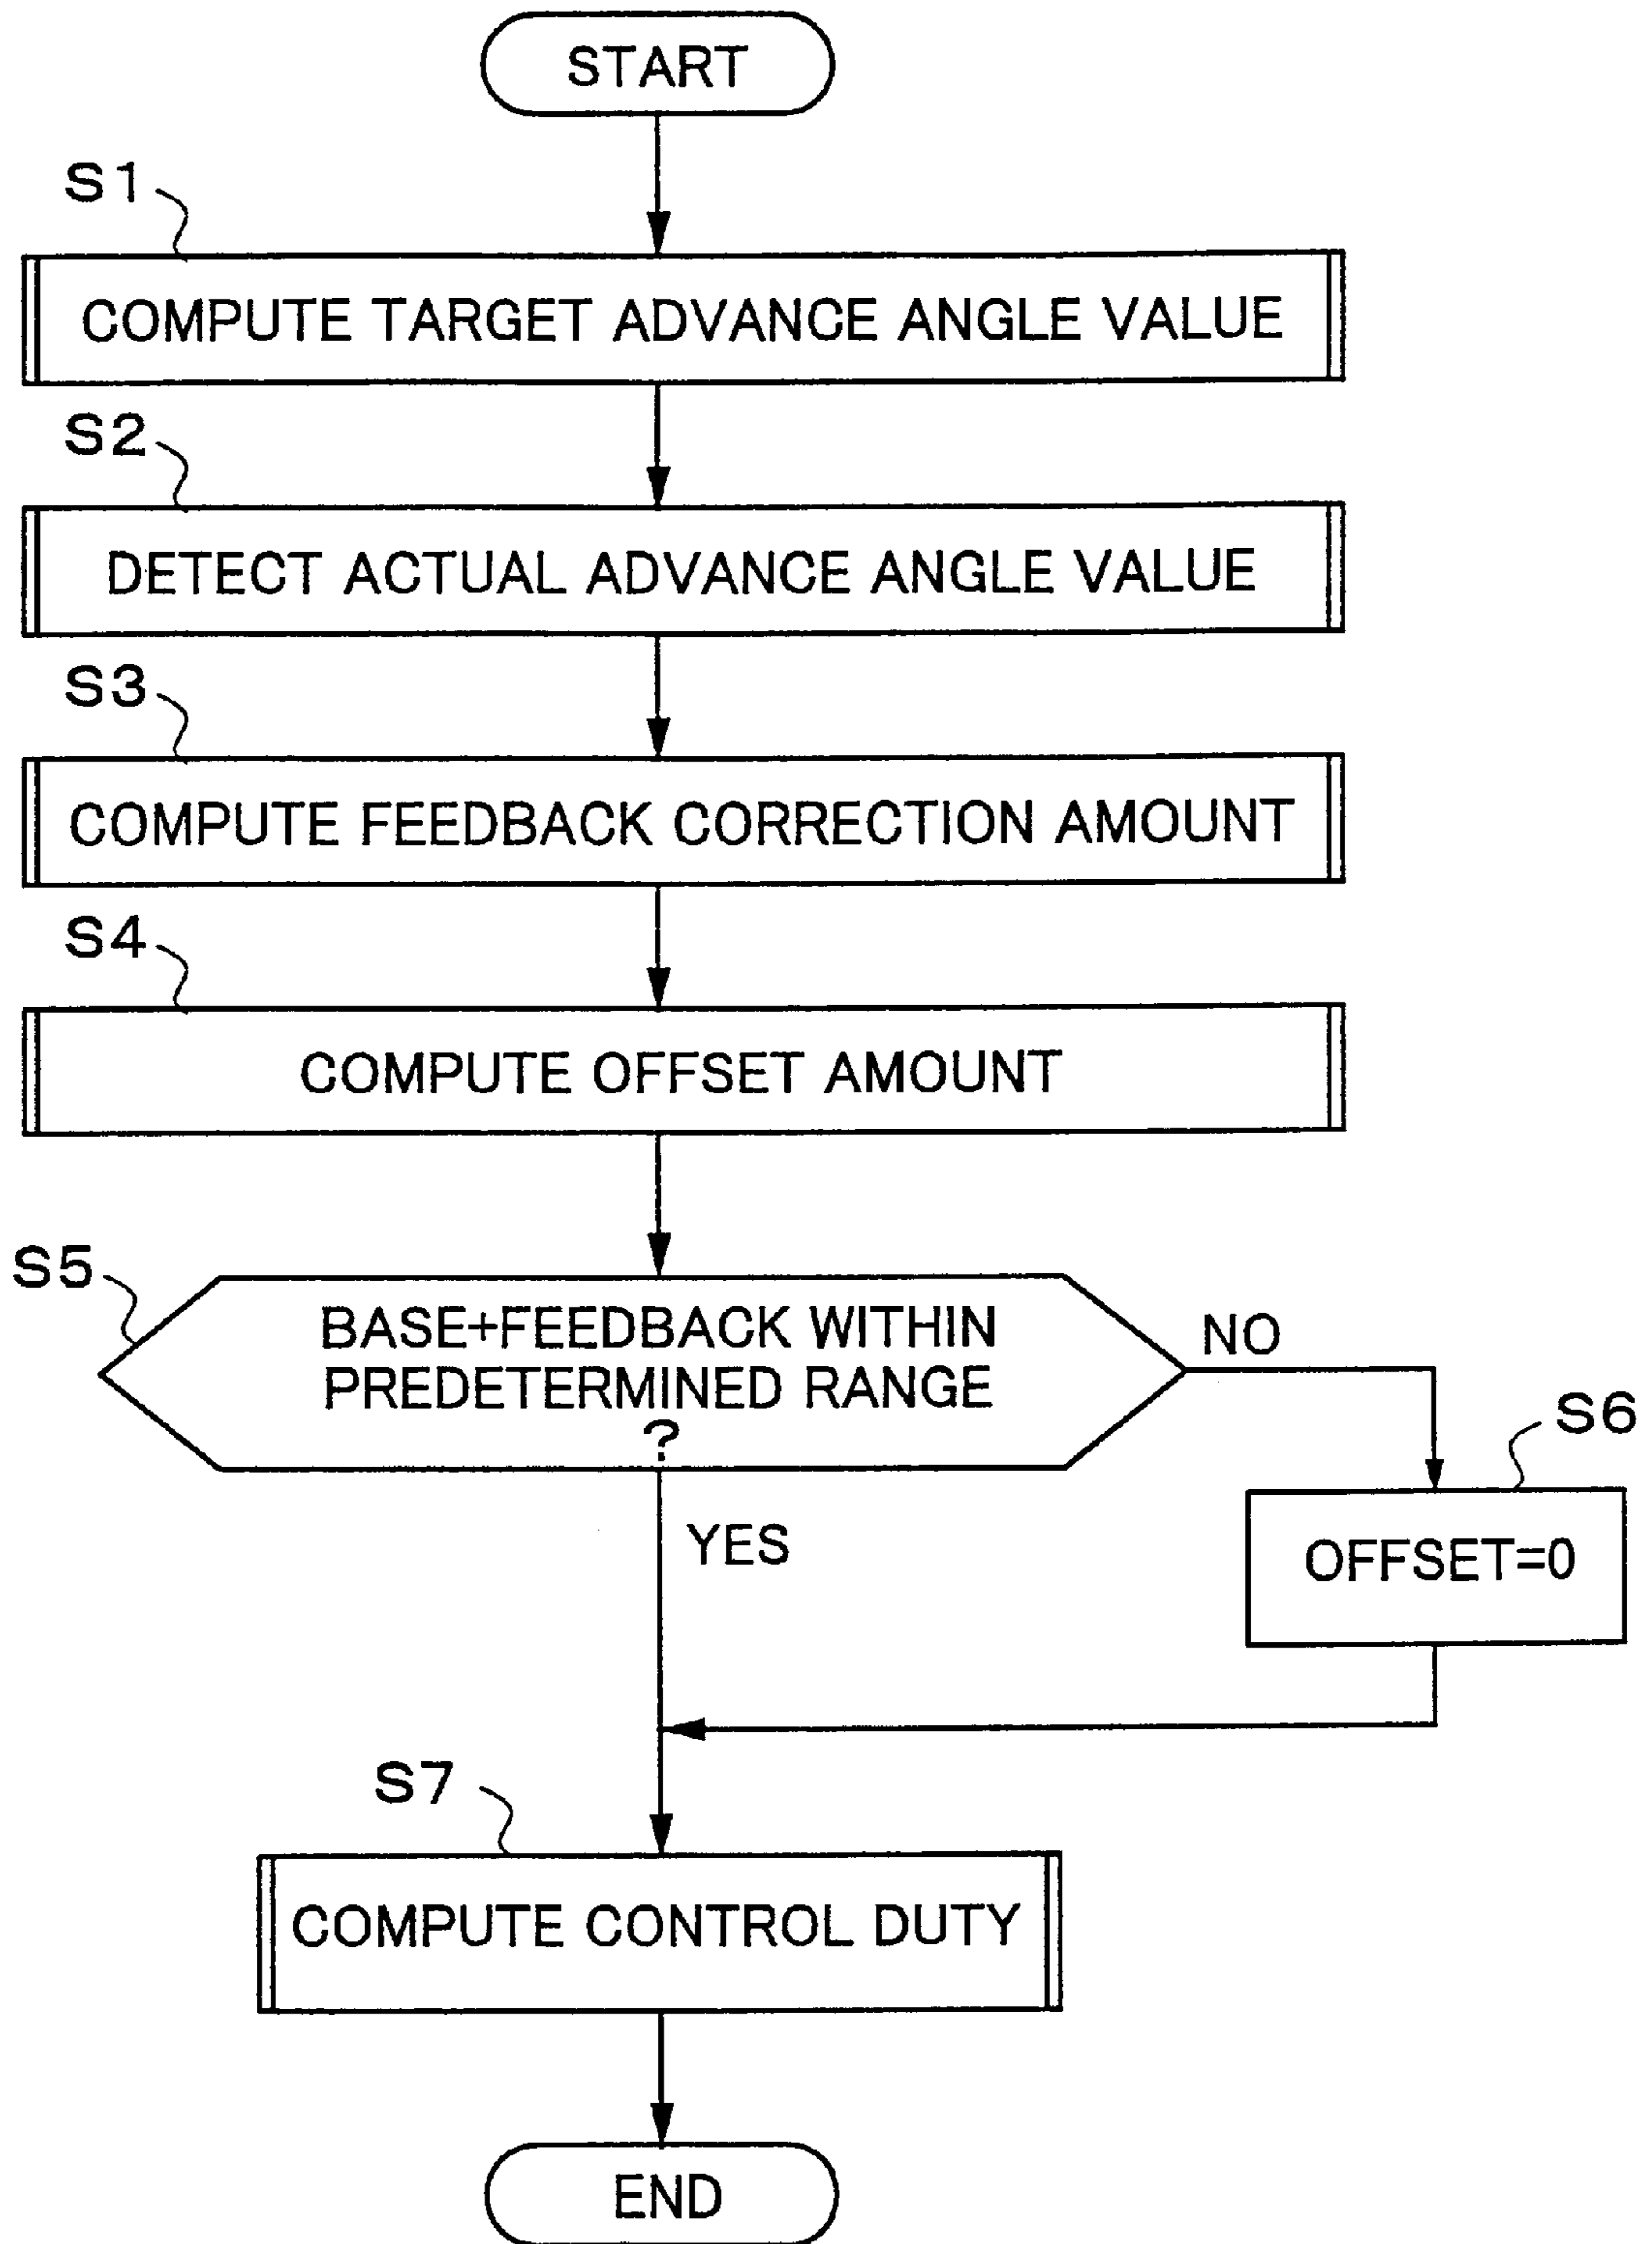 START
S1
COMPUTE TARGET ADVANCE ANGLE VALUE
S2
DETECT ACTUAL ADVANCE ANGLE VALUE
S3
COMPUTE FEEDBACK CORRECTION AMOUNT
S4
COMPUTE OFFSET AMOUNT
S5
BASE+FEEDBACK WITHIN
PREDETERMINED RANGE
?
NO
S6
YES
OFFSET=0
S7
COMPUTE CONTROL DUTY
END